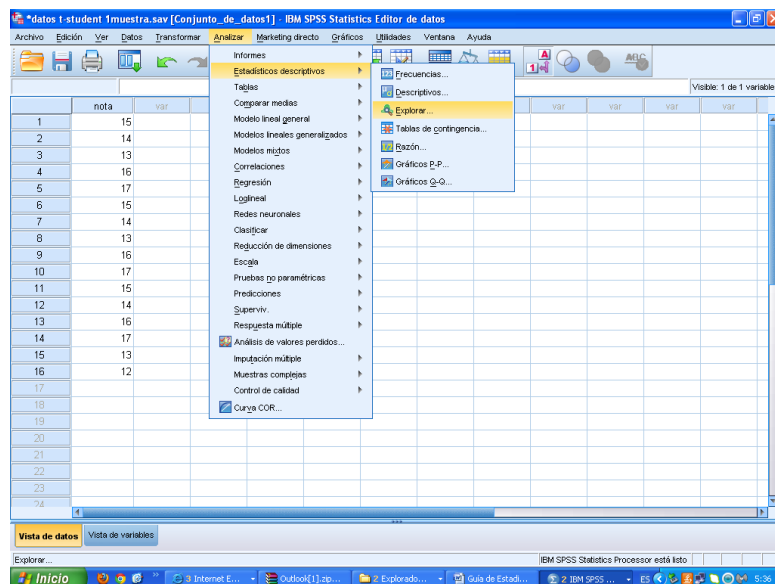 *datos t-student 1muestra.sav [Conjunto_de_datos1] - IBM SPSS Statistics Editor de datos
Archivo Edición Ver Datos Transformar Analizar Marketing directo Gráficos Utilidades Ventana Ayuda
Visible: 1 de 1 variable
nota var var var var var
1 15
2 14
3 13
4 16
5 17
6 15
7 14
8 13
9 16
10 17
11 15
12 14
13 16
14 17
15 13
16 12
17
18
19
20
21
22
23
24
Informes
Estadísticos descriptivos
Tablas
Comparar medias
Modelo lineal general
Modelos lineales generalizados
Modelos mixtos
Correlaciones
Regresión
Loglineal
Redes neuronales
Clasificar
Reducción de dimensiones
Escala
Pruebas no paramétricas
Predicciones
Superviv.
Respuesta múltiple
Análisis de valores perdidos...
Imputación múltiple
Muestras complejas
Control de calidad
Curva COR...
Frecuencias...
Descriptivos...
Explorar...
Tablas de contingencia...
Razón...
Gráficos P-P...
Gráficos Q-Q...
Vista de datos Vista de variables
Explorar... IBM SPSS Statistics Processor está listo
Inicio 3 Internet E... Outlook[1].zip... 2 Explorado... Guía de Estadi... 2 IBM SPSS ... ES 5:36